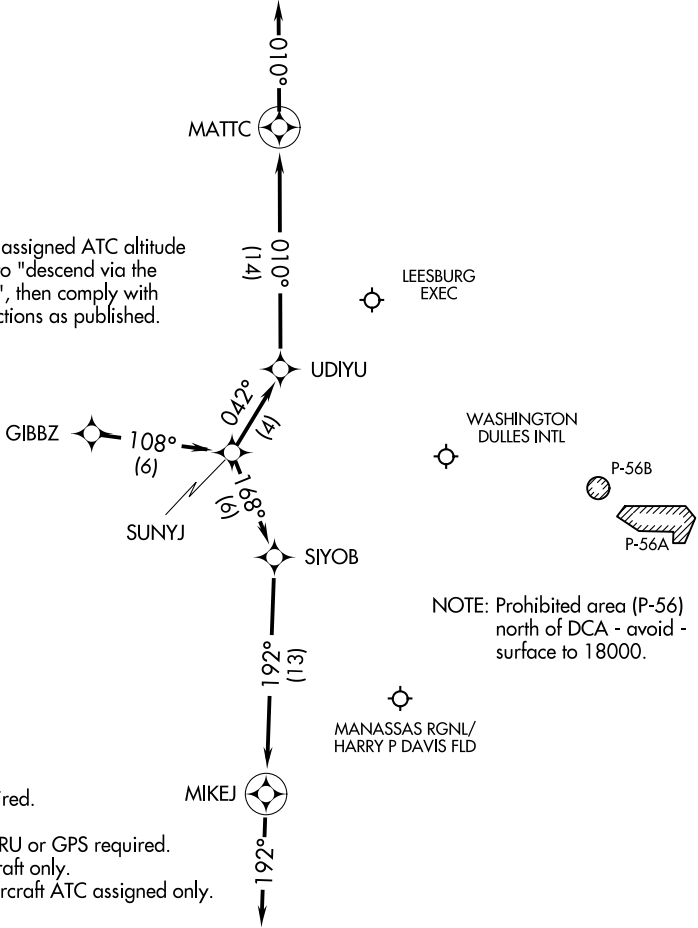 010°
MATTC
assigned ATC altitude
to "descend via the
", then comply with
ctions as published.
010°
(14)
LEESBURG
EXEC
UDIYU
042°
(4)
GIBBZ
108°
(6)
WASHINGTON
DULLES INTL
P-56B
168°
(6)
SUNYJ
P-56A
SIYOB
NOTE: Prohibited area (P-56)
north of DCA - avoid -
surface to 18000.
192°
(13)
MANASSAS RGNL/
HARRY P DAVIS FLD
MIKEJ
red.
RU or GPS required.
raft only.
rcraft ATC assigned only.
192°